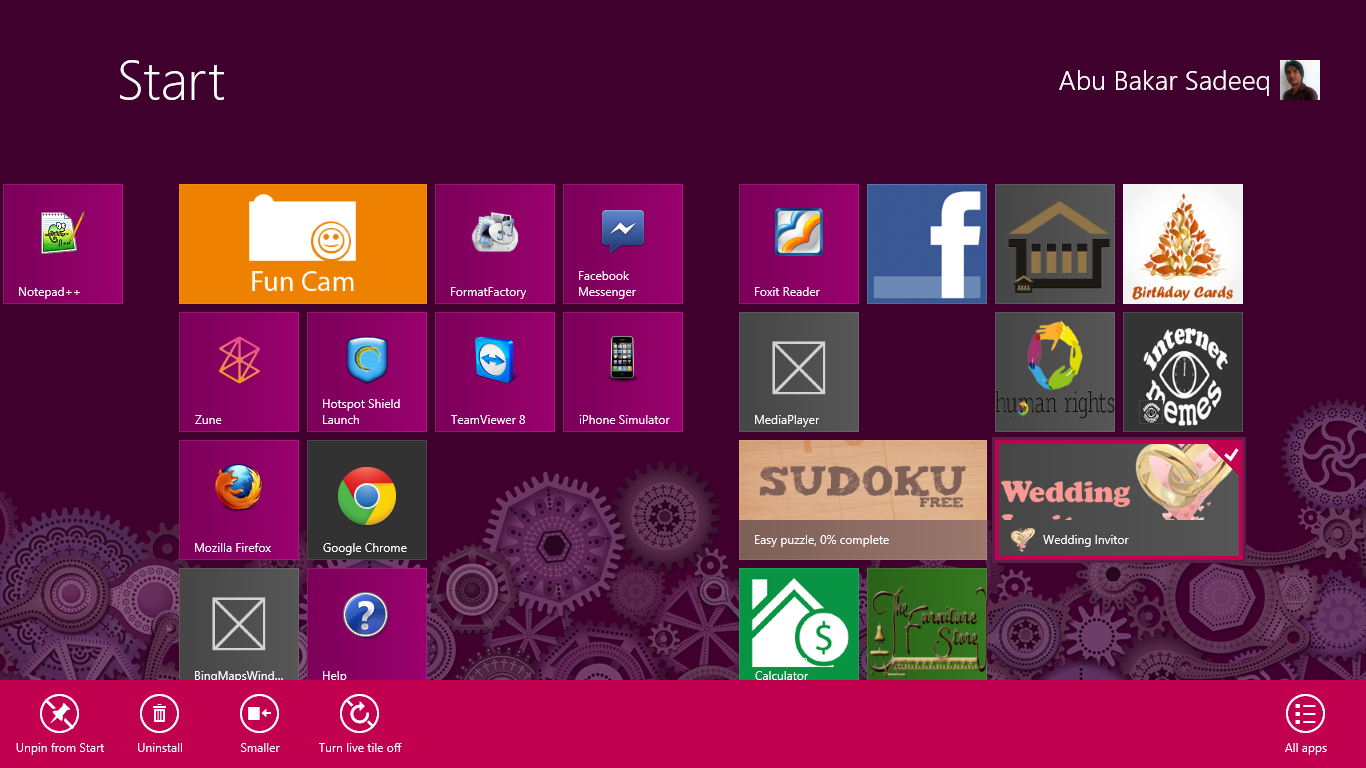 Start
Abu Bakar Sadeeq
Notepad++
Fun Cam
FormatFactory
Facebook
Messenger
Foxit Reader
f
Birthday Cards
Zune
Hotspot Shield
Launch
TeamViewer 8
iPhone Simulator
MediaPlayer
human rights
internet
memes
Mozilla Firefox
Google Chrome
SUDOKU
FREE
Easy puzzle, 0% complete
Wedding
Wedding Invitor
BingMapsWind...
Help
$
Calculator
The
Furniture
Store
Unpin from Start
Uninstall
Smaller
Turn live tile off
All apps